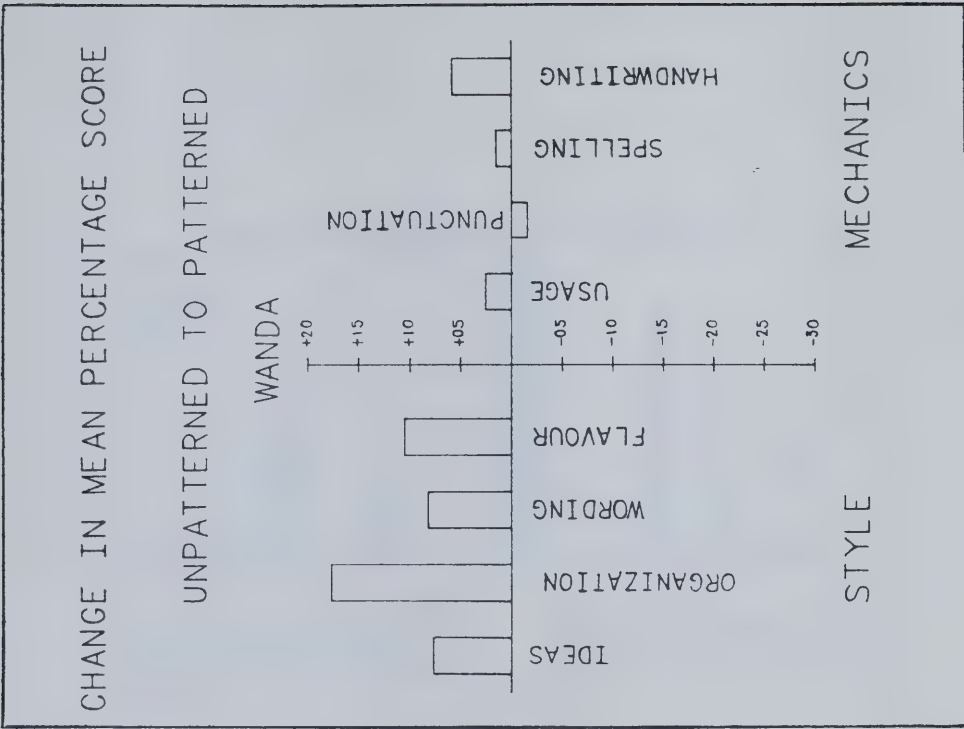 CHANGE IN MEAN PERCENTAGE SCORE
UNPATTERNED TO PATTERNED
WANDA
+20
+15
+10
+05
-05
-10
-15
-20
-25
-30
IDEAS
ORGANIZATION
WORDING
FLAVOUR
USAGE
PUNCTUATION
SPELLING
HANDWRITING
STYLE
MECHANICS